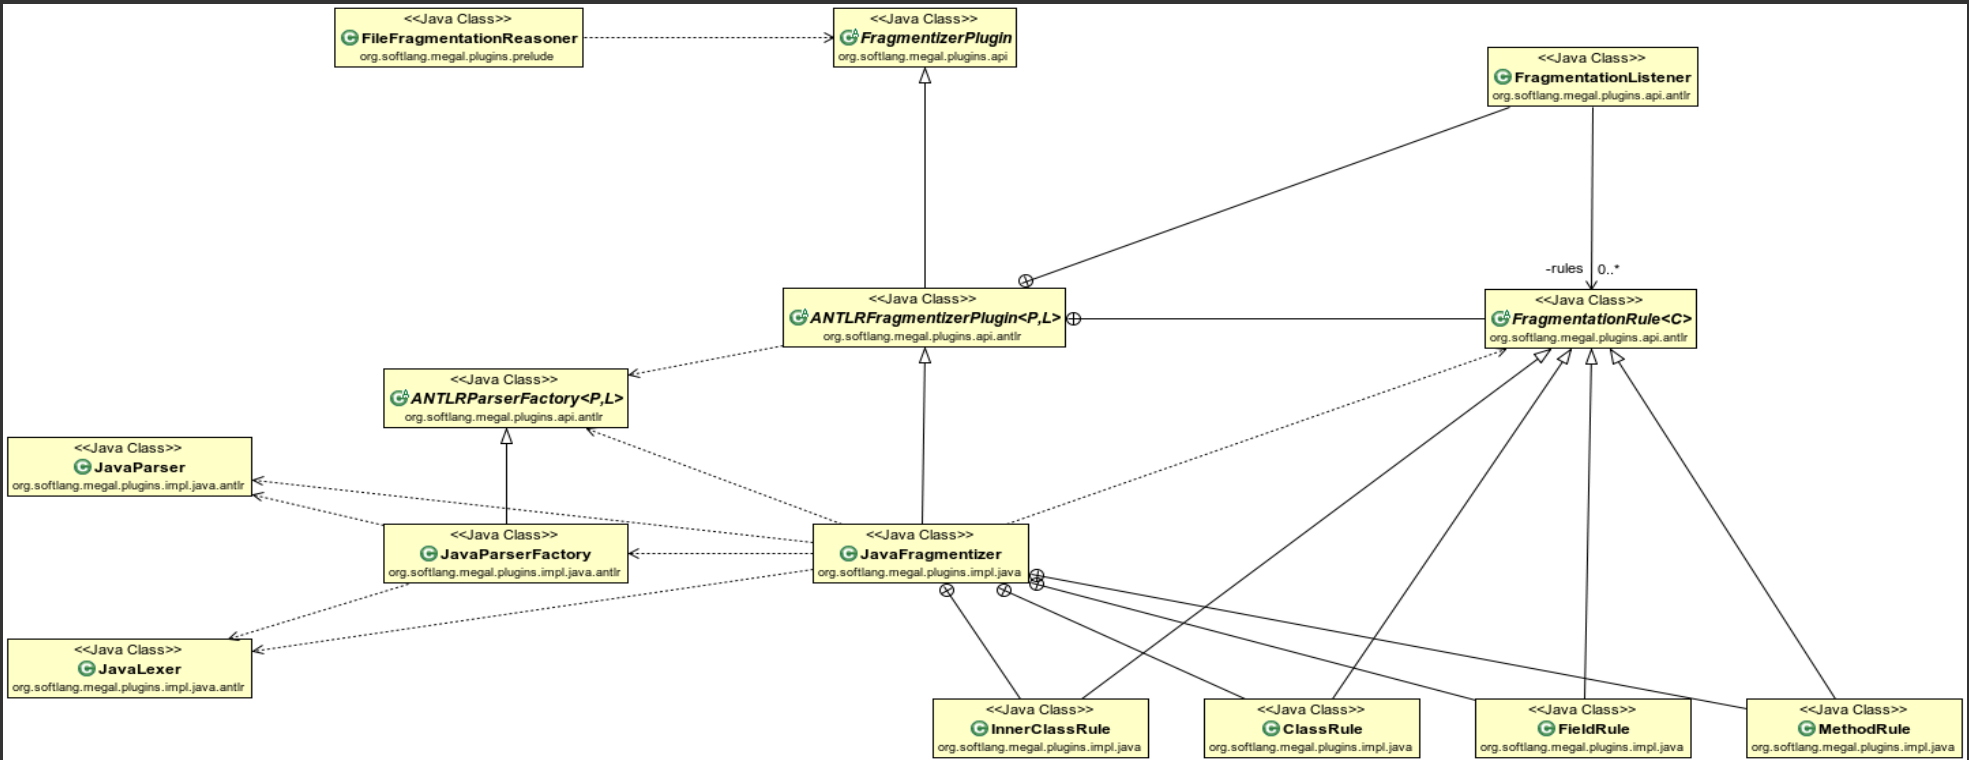 <<Java Class>>
FileFragmentationReasoner
org.softlang.megal.plugins.prelude
<<Java Class>>
FragmentizerPlugin
org.softlang.megal.plugins.api
<<Java Class>>
FragmentationListener
org.softlang.megal.plugins.api.antlr
-rules 0..*
<<Java Class>>
ANTLRFragmentizerPlugin<P,L>
org.softlang.megal.plugins.api.antlr
<<Java Class>>
FragmentationRule<C>
org.softlang.megal.plugins.api.antlr
<<Java Class>>
ANTLRParserFactory<P,L>
org.softlang.megal.plugins.api.antlr
<<Java Class>>
JavaParser
org.softlang.megal.plugins.impl.java.antlr
<<Java Class>>
JavaParserFactory
org.softlang.megal.plugins.impl.java.antlr
<<Java Class>>
JavaFragmentizer
org.softlang.megal.plugins.impl.java
<<Java Class>>
JavaLexer
org.softlang.megal.plugins.impl.java.antlr
<<Java Class>>
InnerClassRule
org.softlang.megal.plugins.impl.java
<<Java Class>>
ClassRule
org.softlang.megal.plugins.impl.java
<<Java Class>>
FieldRule
org.softlang.megal.plugins.impl.java
<<Java Class>>
MethodRule
org.softlang.megal.plugins.impl.java